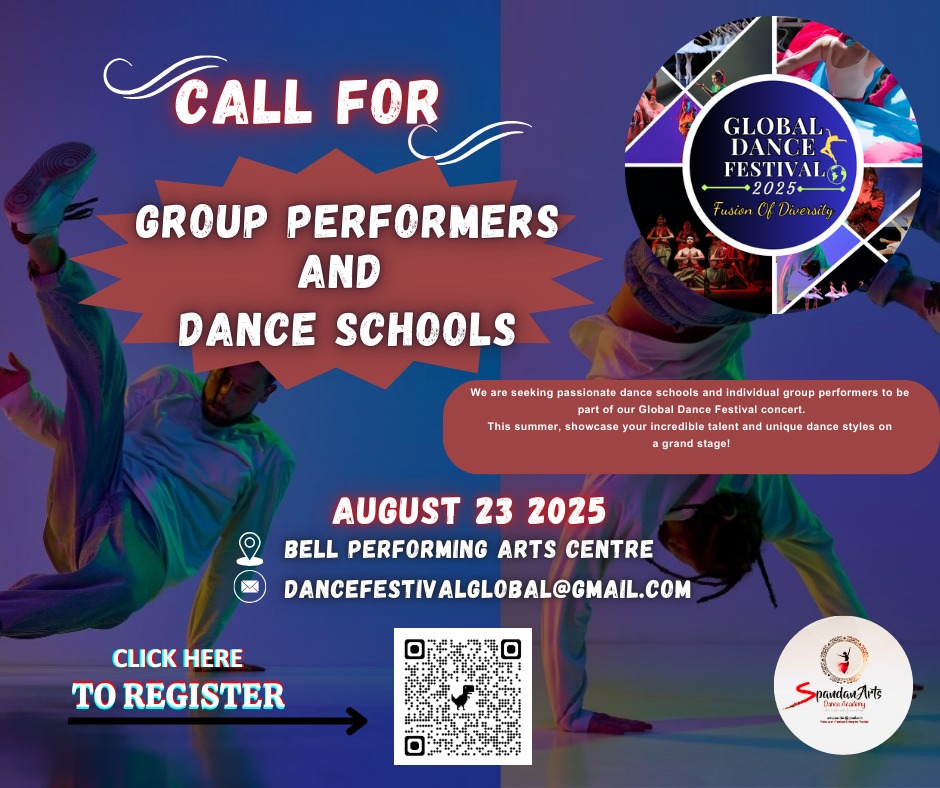 CALL FOR
GROUP PERFORMERS
AND
DANCE SCHOOLS
GLOBAL
DANCE
FESTIVAL
2025
Fusion Of Diversity
We are seeking passionate dance schools and individual group performers to be
part of our Global Dance Festival concert.
This summer, showcase your incredible talent and unique dance styles on
a grand stage!
AUGUST 23 2025
BELL PERFORMING ARTS CENTRE
DANCEFESTIVALGLOBAL@GMAIL.COM
CLICK HERE
TO REGISTER
SpandanArts
Dance Academy